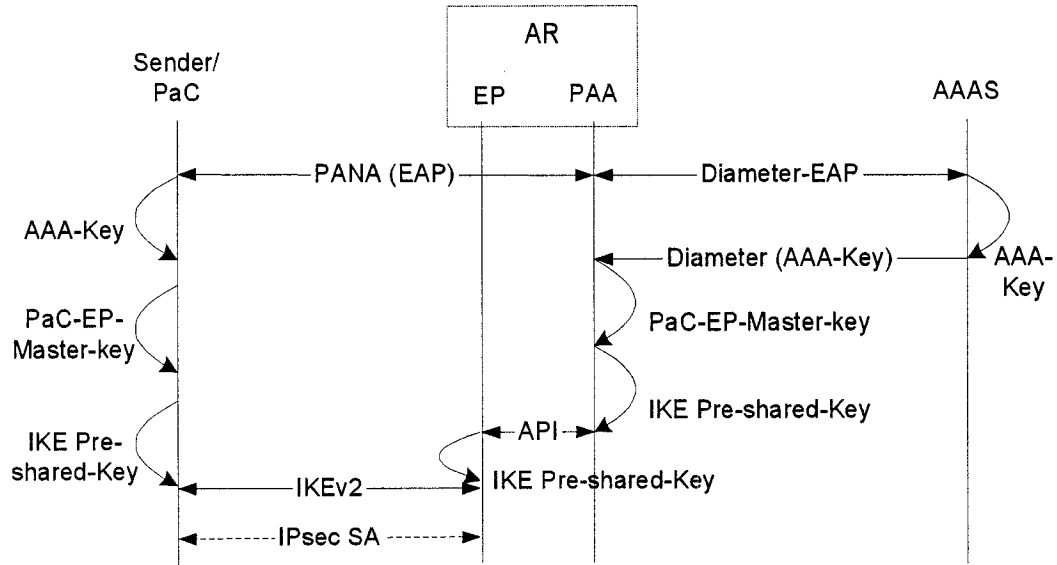 AR
Sender/
PaC
EP
PAA
AAAS
PANA (EAP)
Diameter-EAP
AAA-Key
Diameter (AAA-Key)
AAA-
Key
PaC-EP-
Master-key
PaC-EP-Master-key
IKE Pre-shared-Key
IKE Pre-
shared-Key
API
IKE Pre-shared-Key
IKEv2
IPsec SA